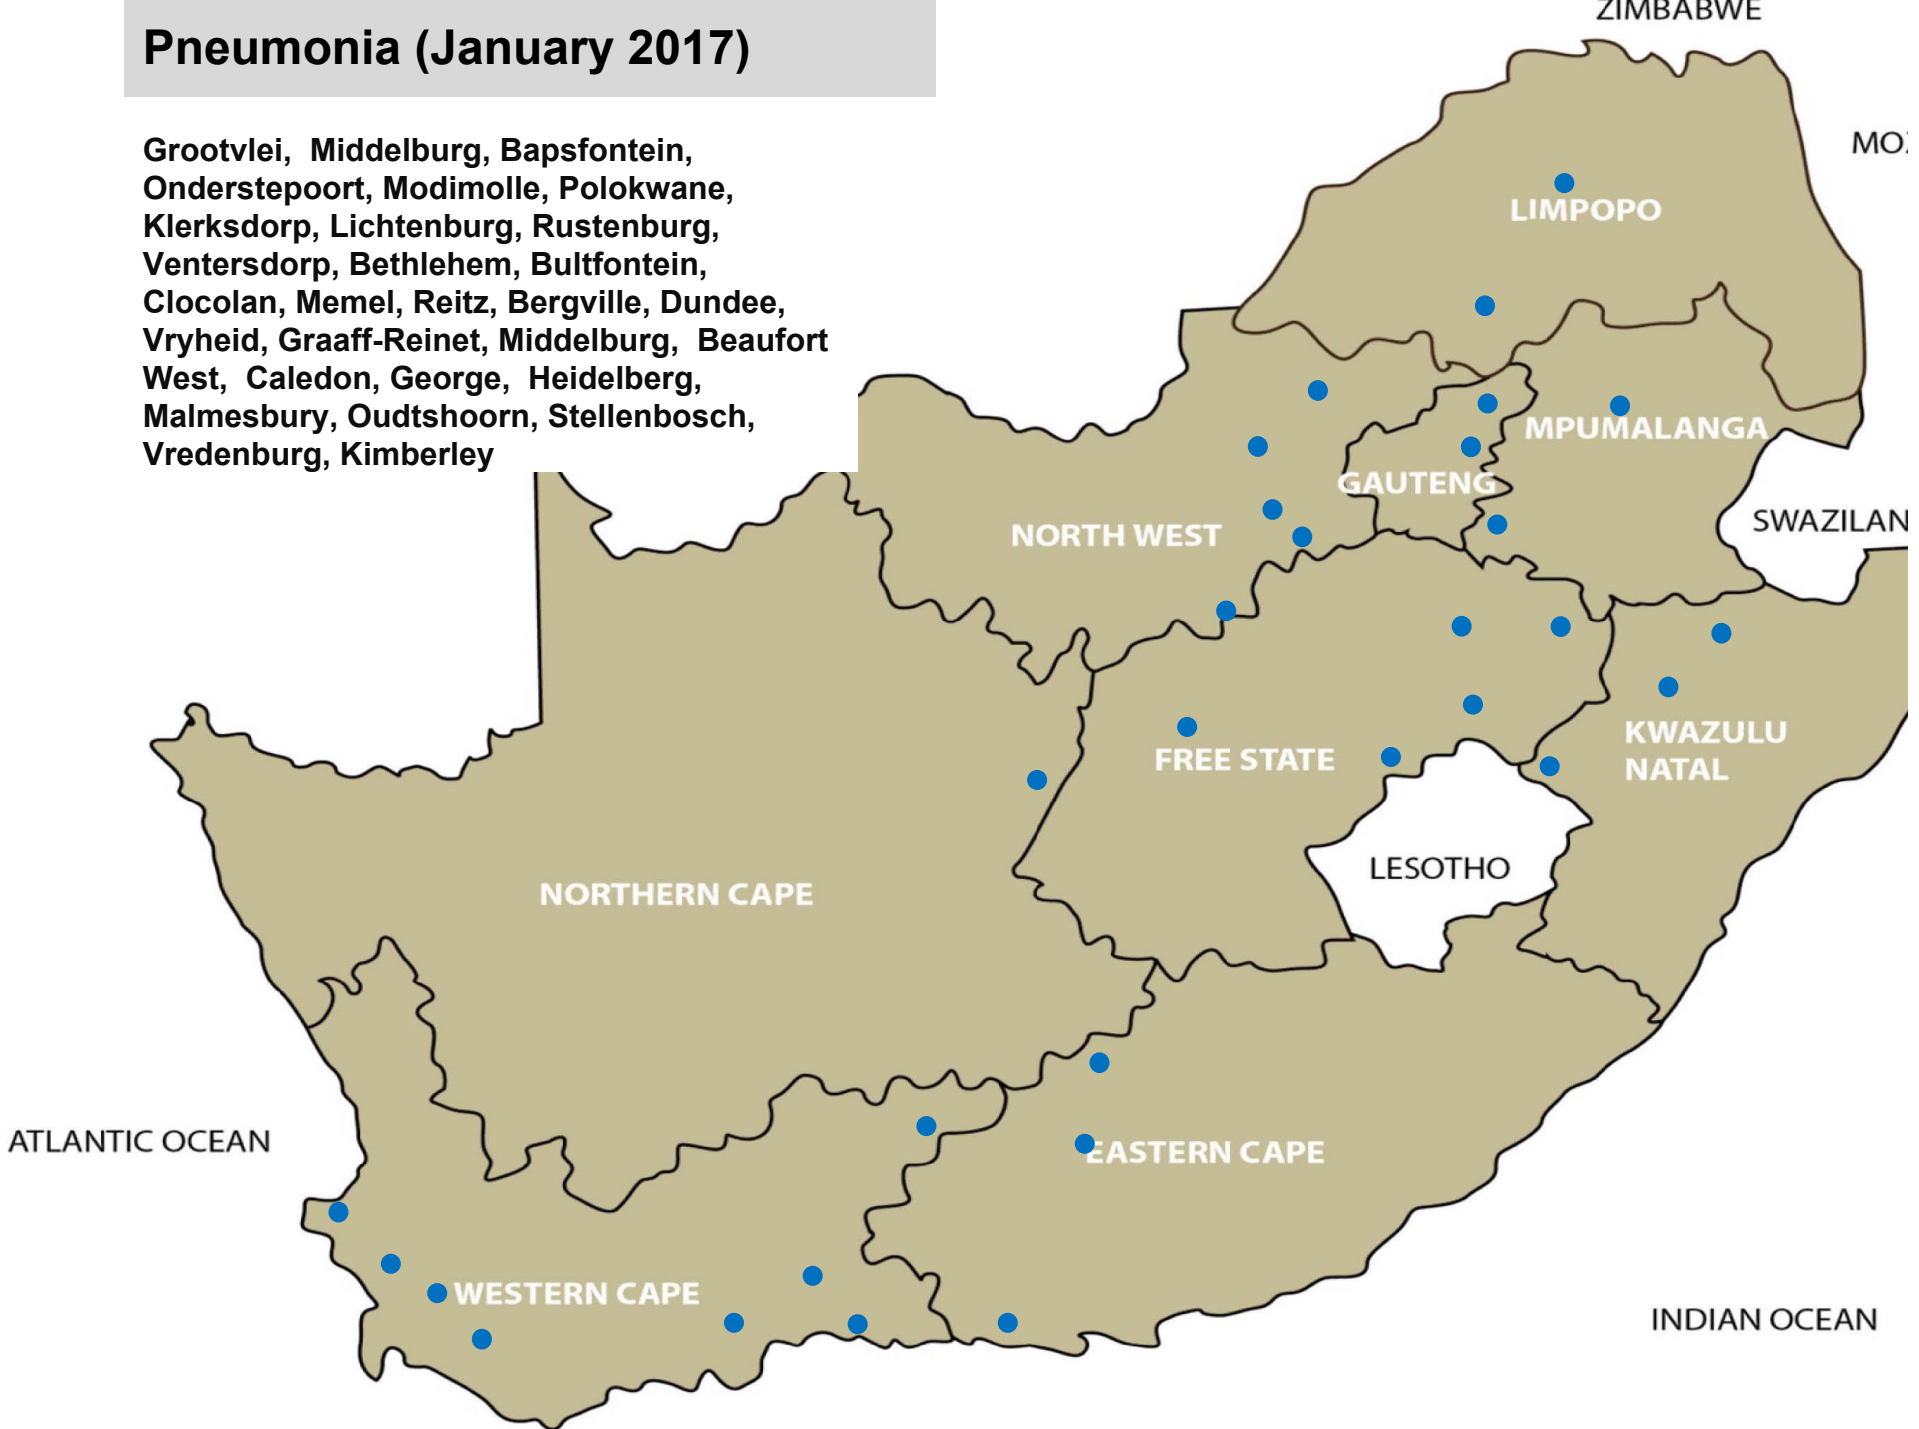 Pneumonia (January 2017)
Grootvlei, Middelburg, Bapsfontein,
Onderstepoort, Modimolle, Polokwane,
Klerksdorp, Lichtenburg, Rustenburg,
Ventersdorp, Bethlehem, Bultfontein,
Clocolan, Memel, Reitz, Bergville, Dundee,
Vryheid, Graaff-Reinet, Middelburg, Beaufort
West, Caledon, George, Heidelberg,
Malmesbury, Oudtshoorn, Stellenbosch,
Vredenburg, Kimberley
ZIMBABWE
MOZ
LIMPOPO
MPUMALANGA
GAUTENG
SWAZILAN
NORTH WEST
KWAZULU
NATAL
FREE STATE
LESOTHO
NORTHERN CAPE
ATLANTIC OCEAN
EASTERN CAPE
WESTERN CAPE
INDIAN OCEAN